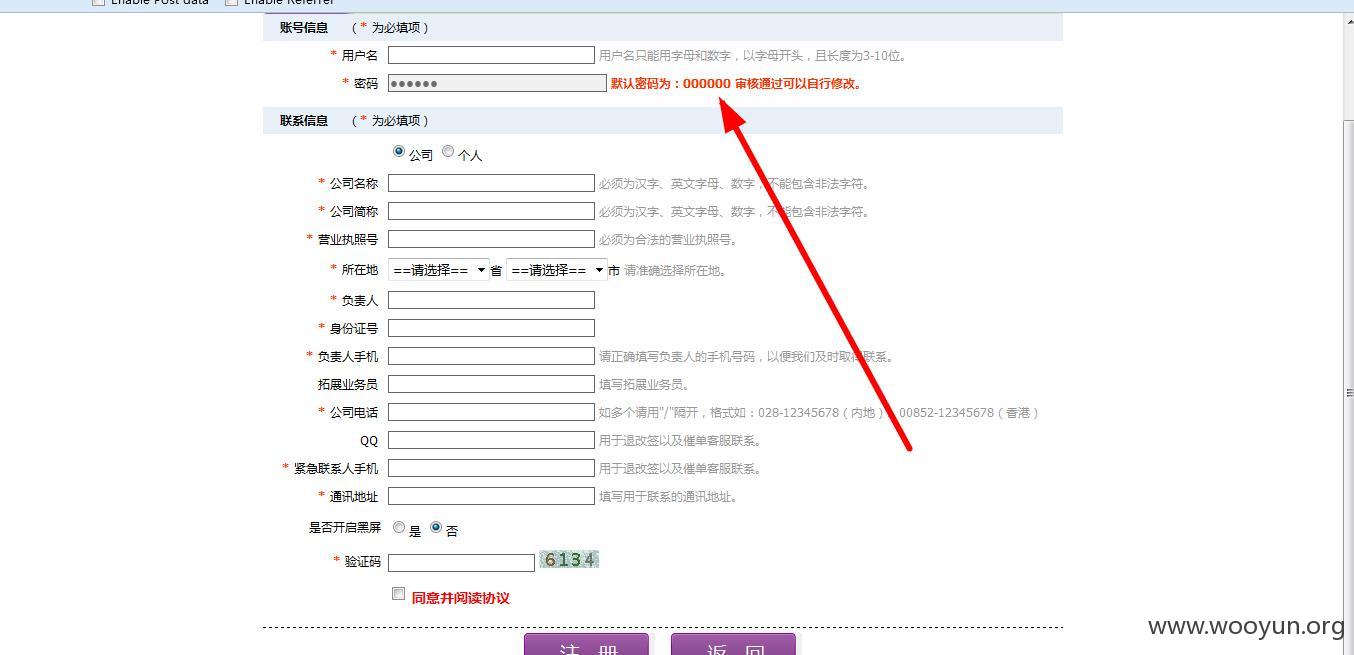 Enable Post data Enable Referrer
账号信息 ( * 为必填项 )
* 用户名 用户名只能用字母和数字，以字母开头，且长度为3-10位。
* 密码 ●●●●●● 默认密码为：000000 审核通过可以自行修改。
联系信息 ( * 为必填项 )
公司 个人
* 公司名称 必须为汉字、英文字母、数字，不能包含非法字符。
* 公司简称 必须为汉字、英文字母、数字，不能包含非法字符。
* 营业执照号 必须为合法的营业执照号。
* 所在地 ==请选择== 省 ==请选择== 市 请准确选择所在地。
* 负责人
* 身份证号
* 负责人手机 请正确填写负责人的手机号码，以便我们及时取得联系。
拓展业务员 填写拓展业务员。
* 公司电话 如多个请用"/"隔开，格式如：028-12345678（内地） 00852-12345678（香港）
QQ 用于退改签以及催单客服联系。
* 紧急联系人手机 用于退改签以及催单客服联系。
* 通讯地址 填写用于联系的通讯地址。
是否开启黑屏 是 否
* 验证码 6134
同意并阅读协议
注 册 返 回
www.wooyun.org